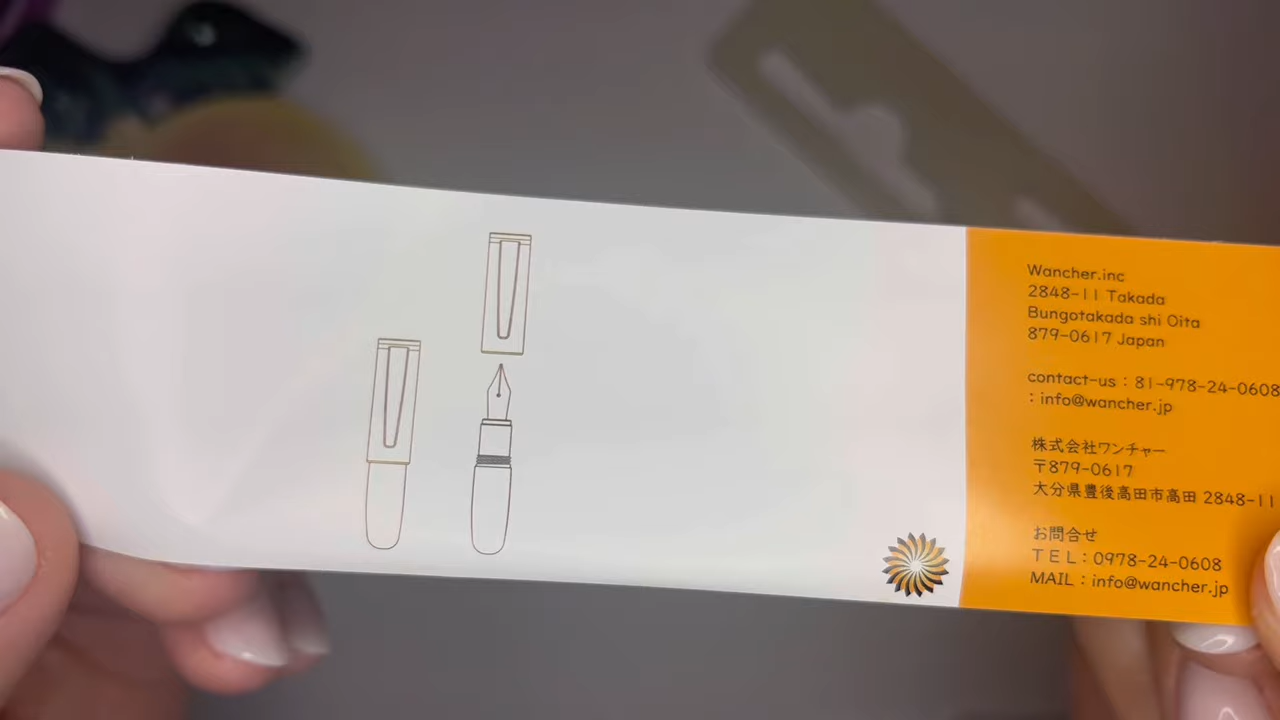 Wancher.inc
2848-11 Takada
Bungotakada shi Oita
879-0617 Japan
contact-us : 81-978-24-0608
: info@wancher.jp
株式会社ワンチャー
〒879-0617
大分県豊後高田市高田 2848-11
お問合せ
TEL：0978-24-0608
MAIL：info@wancher.jp